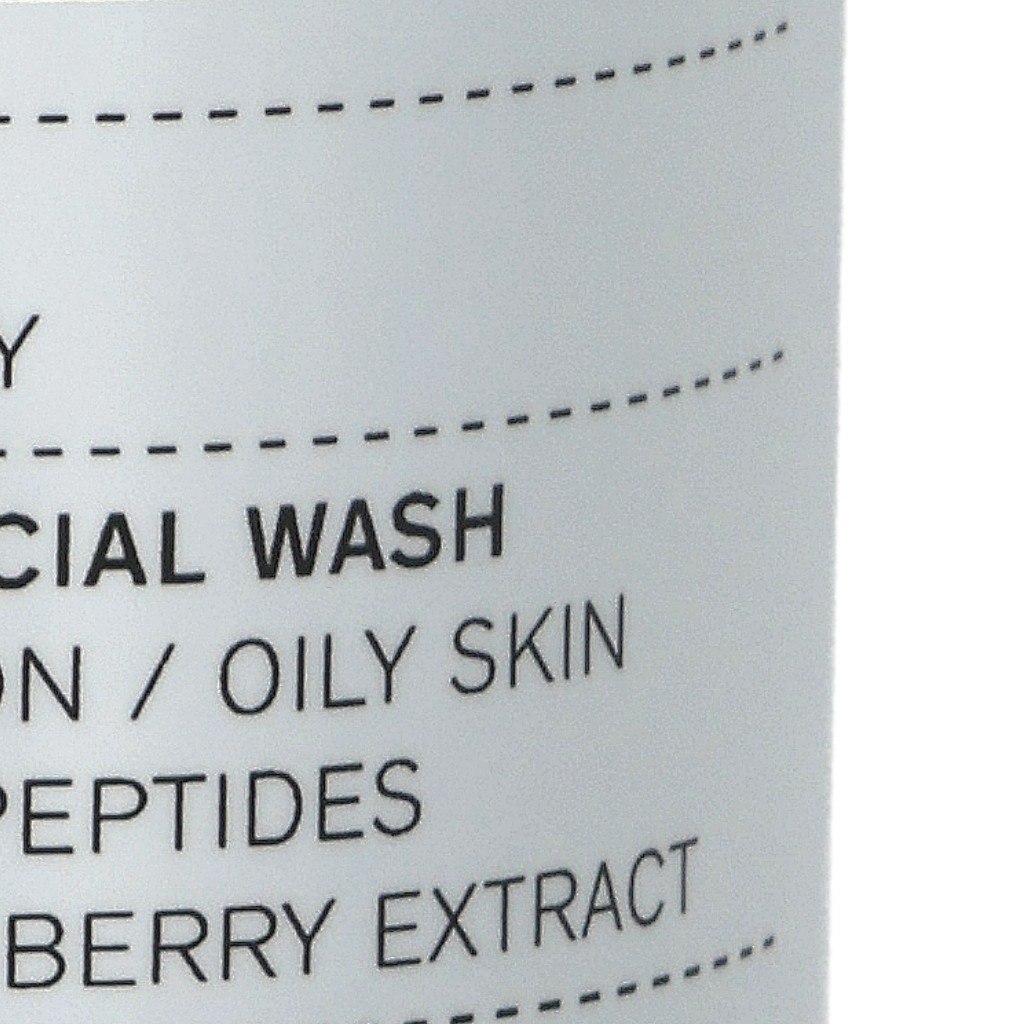 Y
CIAL WASH
ON / OILY SKIN
PEPTIDES
BERRY EXTRACT